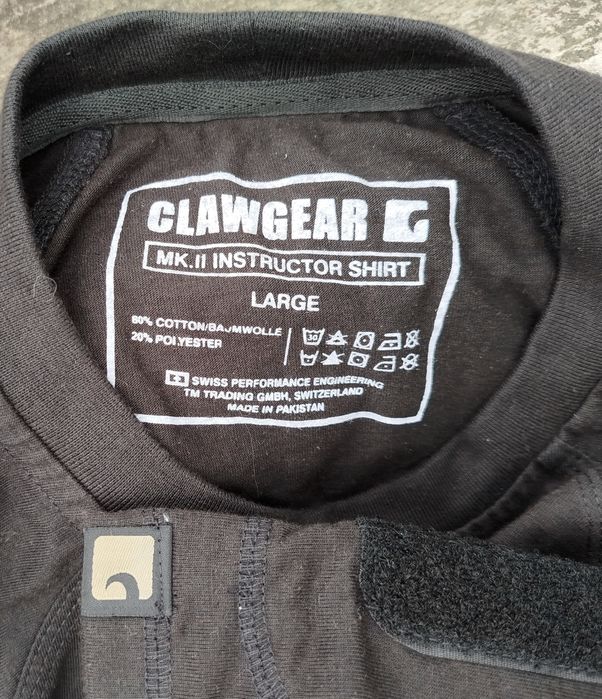 CLAWGEAR
MK.II INSTRUCTOR SHIRT
LARGE
80% COTTON/BAUMWOLLE
20% POLYESTER
30
SWISS PERFORMANCE ENGINEERING
TM TRADING GMBH, SWITZERLAND
MADE IN PAKISTAN